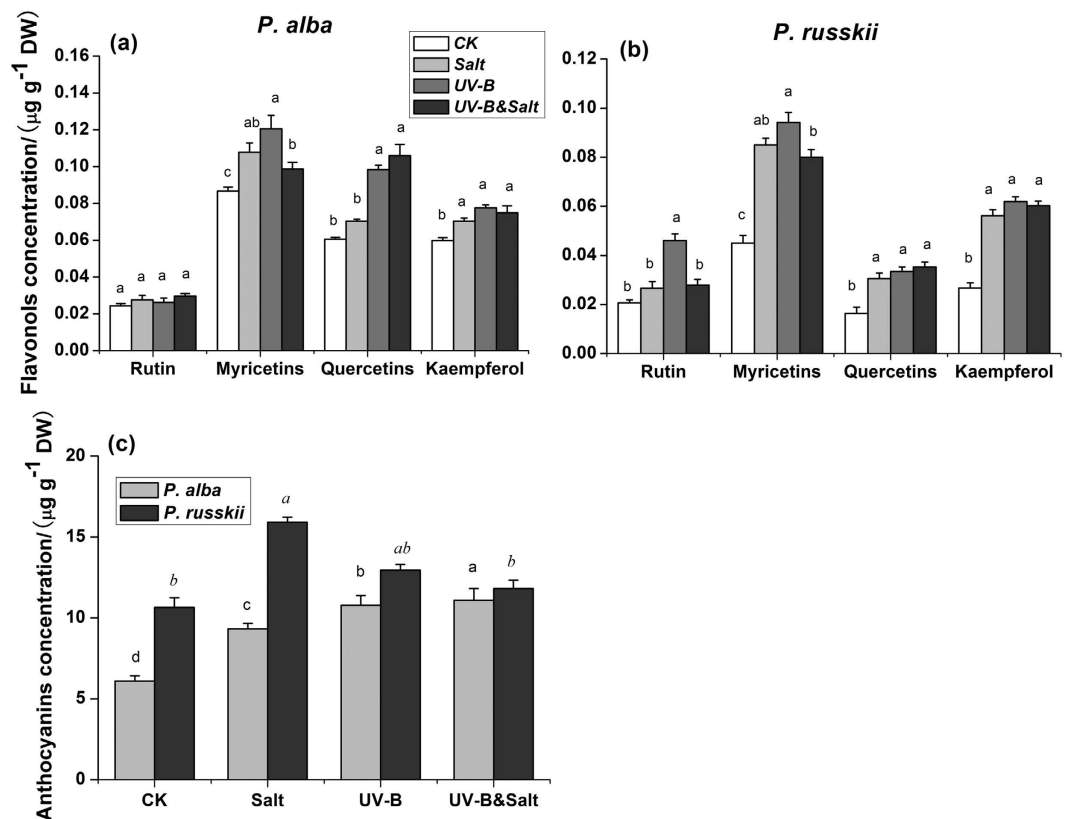 P. alba
(a)
CK
Salt
UV-B
UV-B&Salt
Flavonols concentration/ (µg g⁻¹ DW)
0.16
0.14
0.12
0.10
0.08
0.06
0.04
0.02
0.00
a a a a
c ab a b
b b a a
b a a a
Rutin Myricetins Quercetins Kaempferol
P. russkii
(b)
0.12
0.10
0.08
0.06
0.04
0.02
0.00
b b a b
c ab a b
b a a a
b a a a
Rutin Myricetins Quercetins Kaempferol
(c)
P. alba
P. russkii
Anthocyanins concentration/ (µg g⁻¹ DW)
20
15
10
5
0
d b c a b ab a b
CK Salt UV-B UV-B&Salt